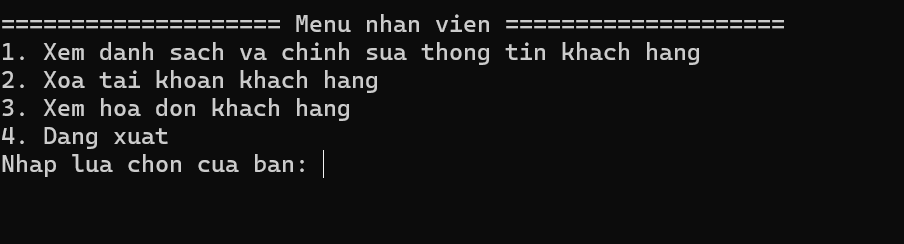 ==================== Menu nhan vien ====================
1. Xem danh sach va chinh sua thong tin khach hang
2. Xoa tai khoan khach hang
3. Xem hoa don khach hang
4. Dang xuat
Nhap lua chon cua ban: